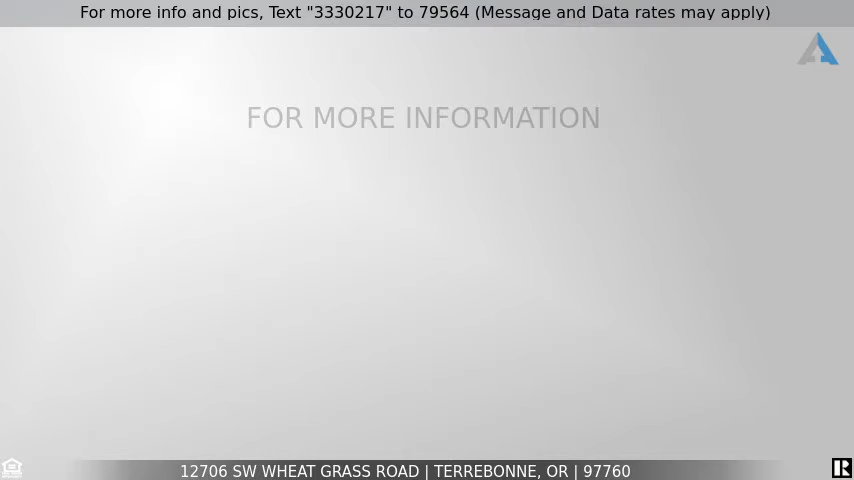 For more info and pics, Text "3330217" to 79564 (Message and Data rates may apply)
FOR MORE INFORMATION
12706 SW WHEAT GRASS ROAD | TERREBONNE, OR | 97760